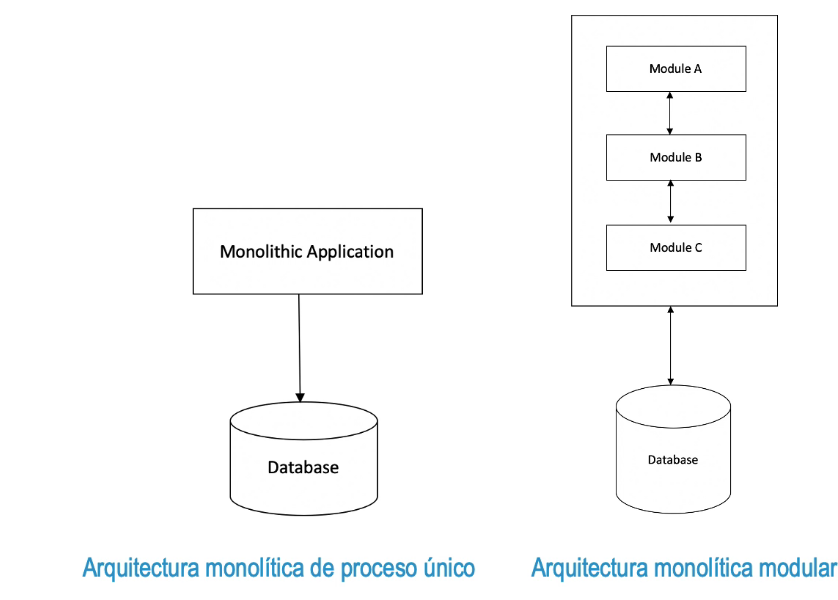 Monolithic Application
Database
Arquitectura monolítica de proceso único
Module A
Module B
Module C
Database
Arquitectura monolítica modular